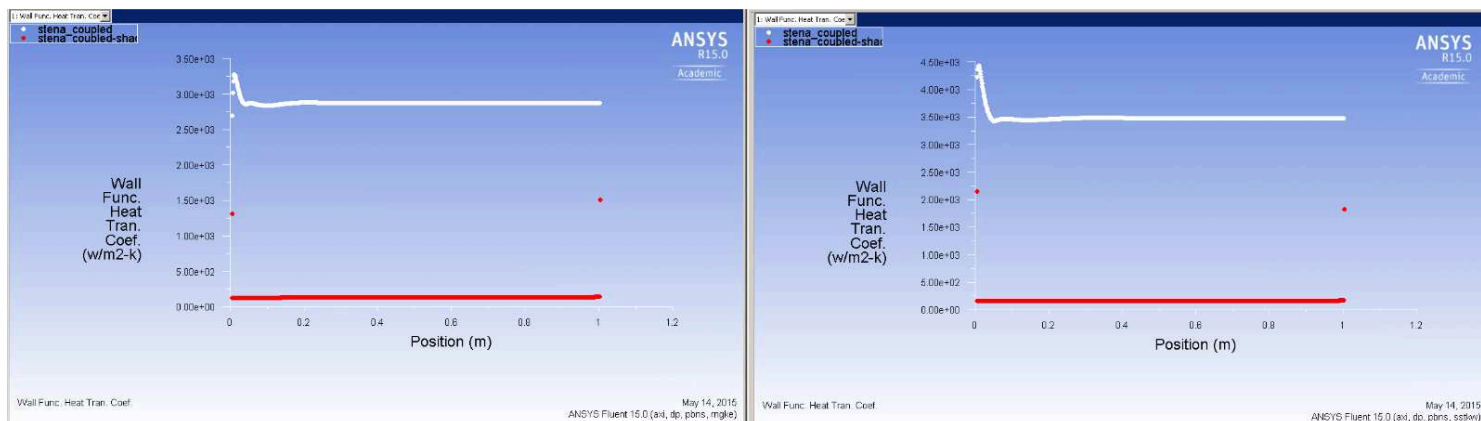 1: Wall Func. Heat Tran. Coe
stena_coupled
stena_coubled-shad
ANSYS
R15.0
Academic
3.50e+03
3.00e+03
2.50e+03
2.00e+03
1.50e+03
1.00e+03
5.00e+02
0.00e+00
Wall
Func.
Heat
Tran.
Coef.
(w/m2-k)
0 0.2 0.4 0.6 0.8 1 1.2
Position (m)
Wall Func. Heat Tran. Coef.
May 14, 2015
ANSYS Fluent 15.0 (axi, dp, pbns, rngke)
1: Wall Func. Heat Tran. Coe
stena_coupled
stena_coubled-shad
ANSYS
R15.0
Academic
4.50e+03
4.00e+03
3.50e+03
3.00e+03
2.50e+03
2.00e+03
1.50e+03
1.00e+03
5.00e+02
0.00e+00
Wall
Func.
Heat
Tran.
Coef.
(w/m2-k)
0 0.2 0.4 0.6 0.8 1 1.2
Position (m)
Wall Func. Heat Tran. Coef.
May 14, 2015
ANSYS Fluent 15.0 (axi, dp, pbns, sstkw)